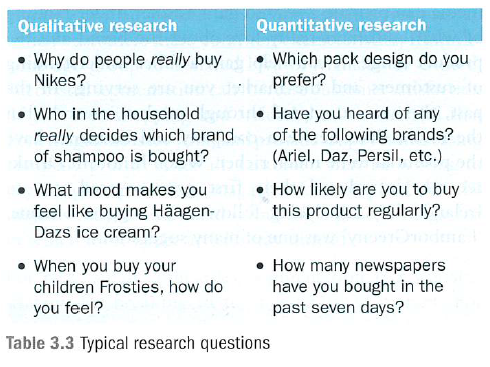 Qualitative research
Quantitative research
• Why do people really buy
Nikes?
• Which pack design do you
prefer?
• Who in the household
really decides which brand
of shampoo is bought?
• Have you heard of any
of the following brands?
(Ariel, Daz, Persil, etc.)
• What mood makes you
feel like buying Häagen-
Dazs ice cream?
• How likely are you to buy
this product regularly?
• When you buy your
children Frosties, how do
you feel?
• How many newspapers
have you bought in the
past seven days?
Table 3.3 Typical research questions